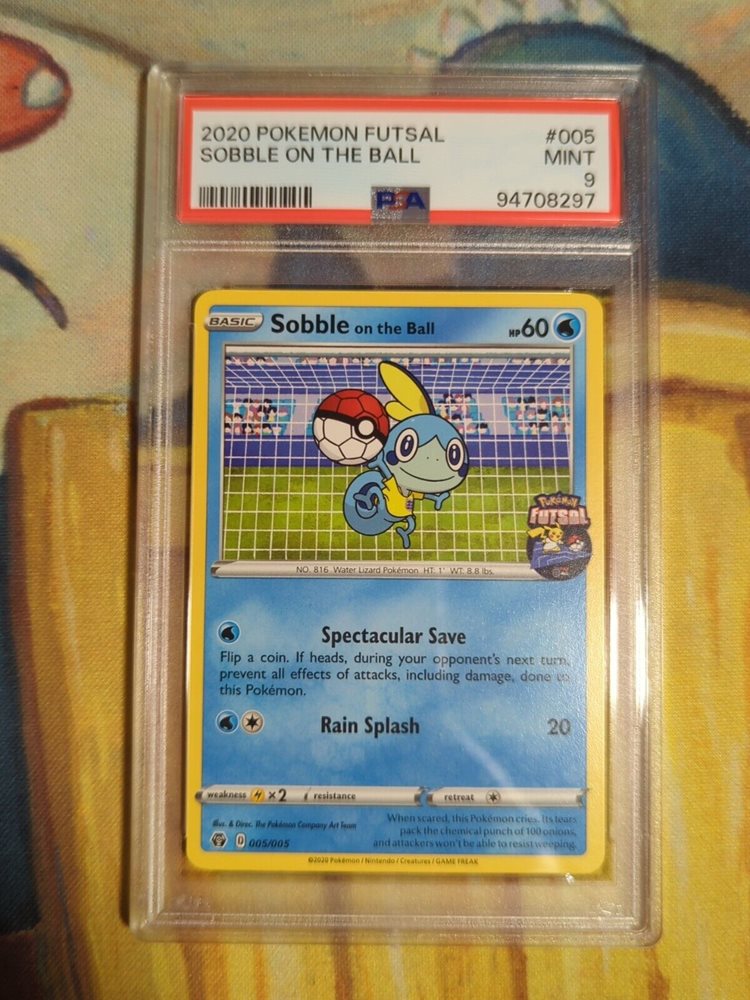 2020 POKEMON FUTSAL #005
SOBBLE ON THE BALL MINT
9
PSA 94708297
BASIC Sobble on the Ball HP 60
POKÉMON
FUTSAL
NO. 816 Water Lizard Pokémon HT: 1' WT: 8.8 lbs.
Spectacular Save
Flip a coin. If heads, during your opponent's next turn,
prevent all effects of attacks, including damage, done to
this Pokémon.
Rain Splash 20
weakness ×2 resistance retreat
Illus. & Direc. The Pokémon Company Art Team
When scared, this Pokémon cries. Its tears
pack the chemical punch of 100 onions,
and attackers won't be able to resist weeping.
D 005/005
©2020 Pokémon / Nintendo / Creatures / GAME FREAK